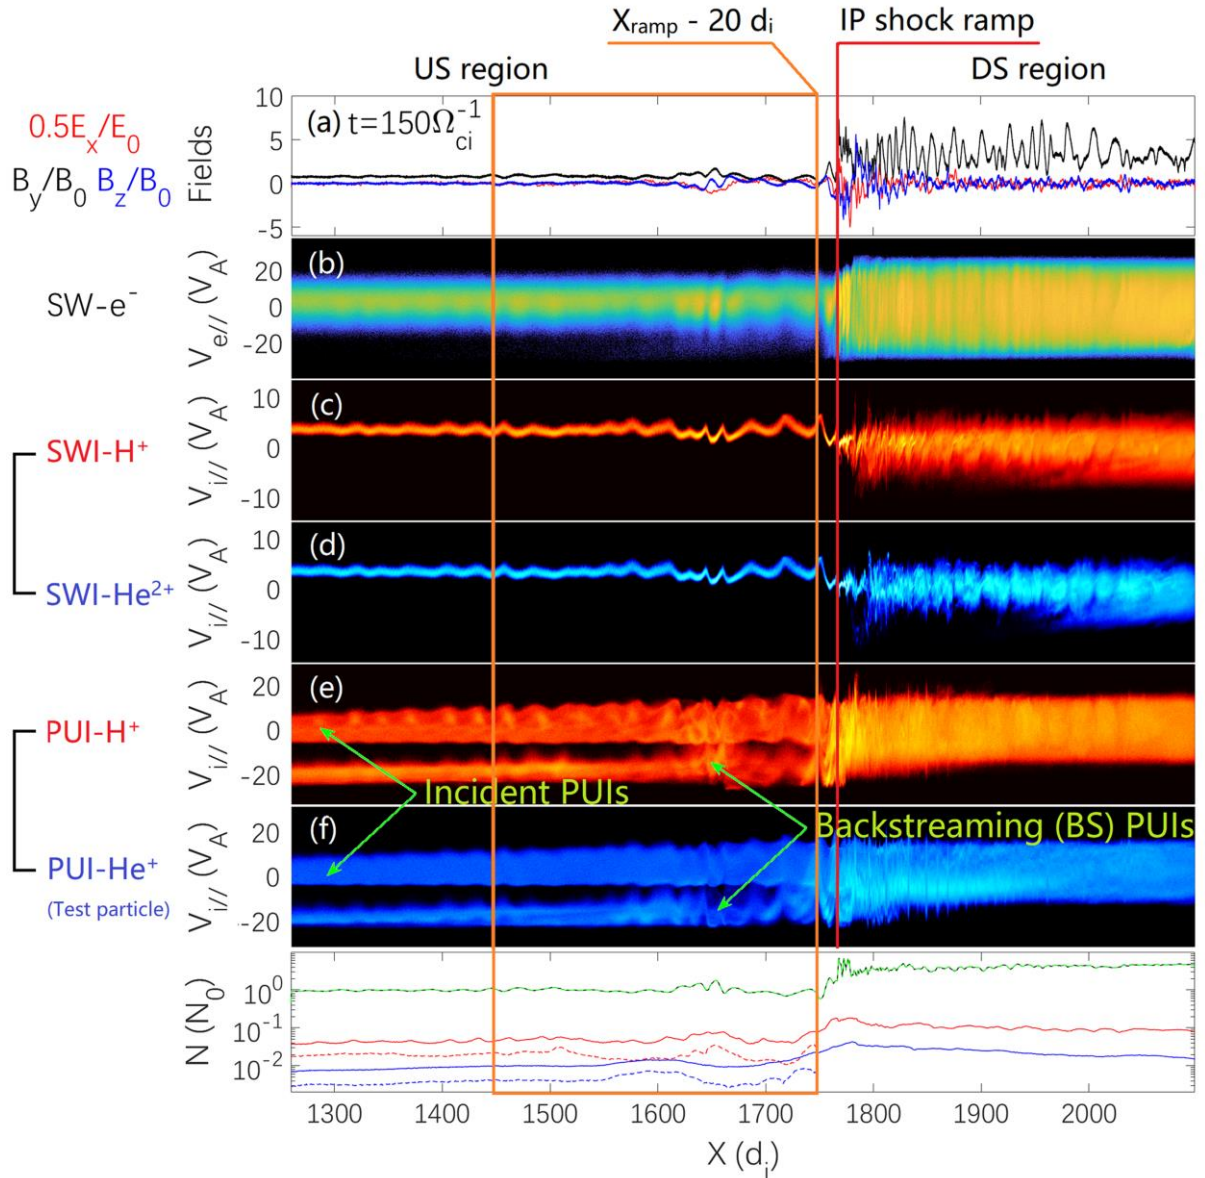 X_ramp - 20 d_i
IP shock ramp
US region
DS region
0.5E_x/E_0
B_y/B_0 B_z/B_0
Fields
10
5
0
-5
(a) t=150Ω_ci^-1
SW-e^-
V_e// (V_A)
20
0
-20
(b)
SWI-H^+
V_i// (V_A)
10
0
-10
(c)
SWI-He^2+
V_i// (V_A)
10
0
-10
(d)
PUI-H^+
V_i// (V_A)
20
0
-20
(e)
Incident PUIs
Backstreaming (BS) PUIs
PUI-He^+
(Test particle)
V_i// (V_A)
20
0
-20
(f)
N (N_0)
10^0
10^-1
10^-2
1300 1400 1500 1600 1700 1800 1900 2000
X (d_i)